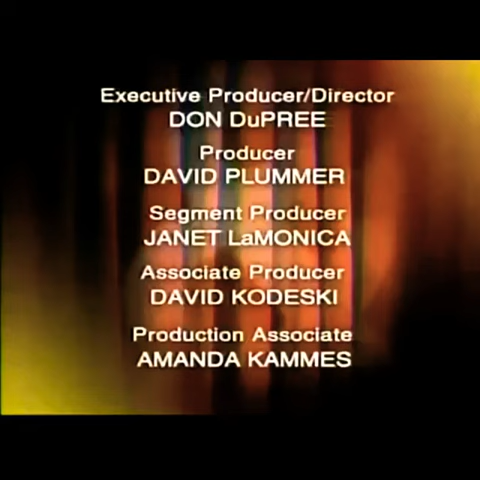 Executive Producer/Director
DON DuPREE
Producer
DAVID PLUMMER
Segment Producer
JANET LaMONICA
Associate Producer
DAVID KODESKI
Production Associate
AMANDA KAMMES